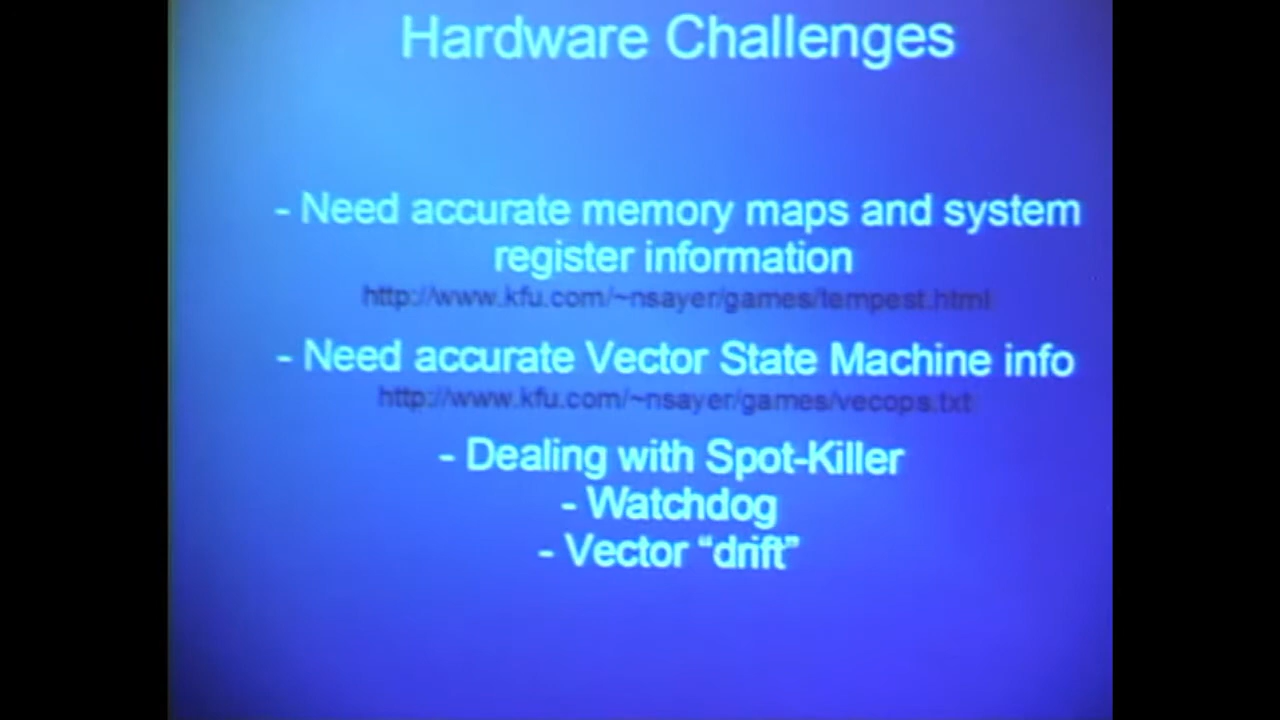 Hardware Challenges
- Need accurate memory maps and system
register information
http://www.kfu.com/~nsayer/games/tempest.html
- Need accurate Vector State Machine info
http://www.kfu.com/~nsayer/games/vecops.txt
- Dealing with Spot-Killer
- Watchdog
- Vector “drift”